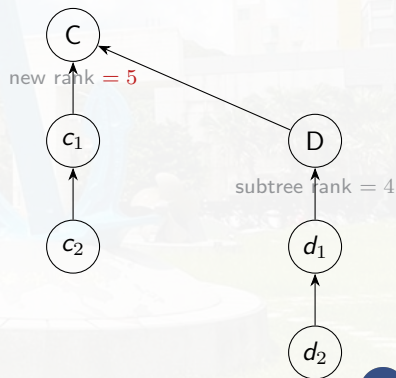 C
new rank = 5
c₁
D
subtree rank = 4
c₂
d₁
d₂